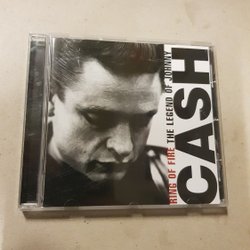 RING OF FIRE THE LEGEND OF JOHNNY
CASH